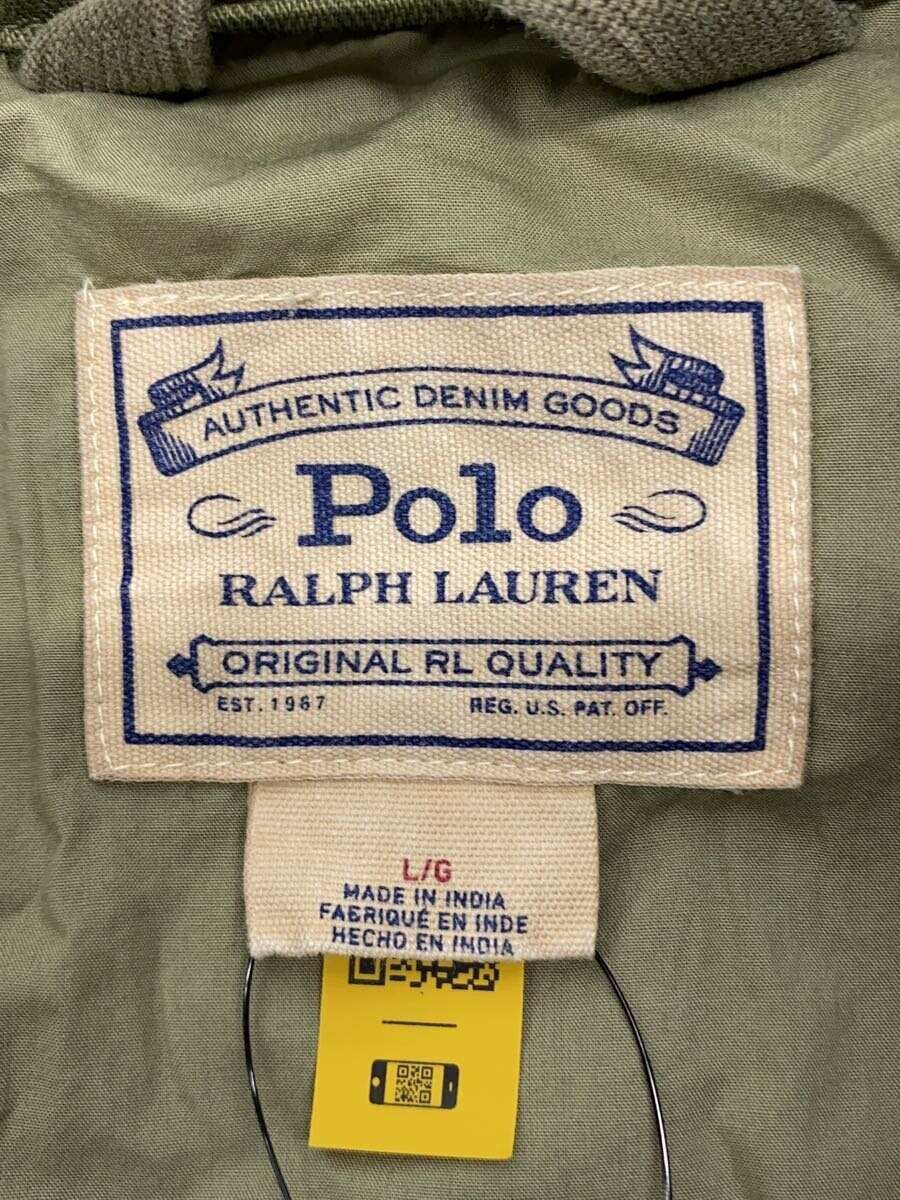 AUTHENTIC DENIM GOODS
Polo
RALPH LAUREN
ORIGINAL RL QUALITY
EST. 1967 REG. U.S. PAT. OFF.
L/G
MADE IN INDIA
FABRIQUÉ EN INDE
HECHO EN INDIA